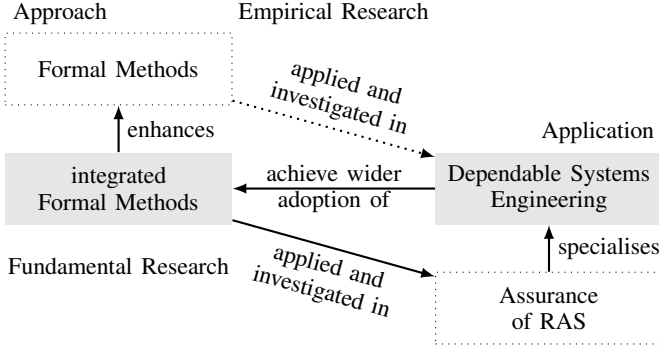 Approach
Empirical Research
Formal Methods
applied and
investigated in
enhances
Application
integrated
Formal Methods
achieve wider
adoption of
Dependable Systems
Engineering
Fundamental Research
applied and
investigated in
specialises
Assurance
of RAS